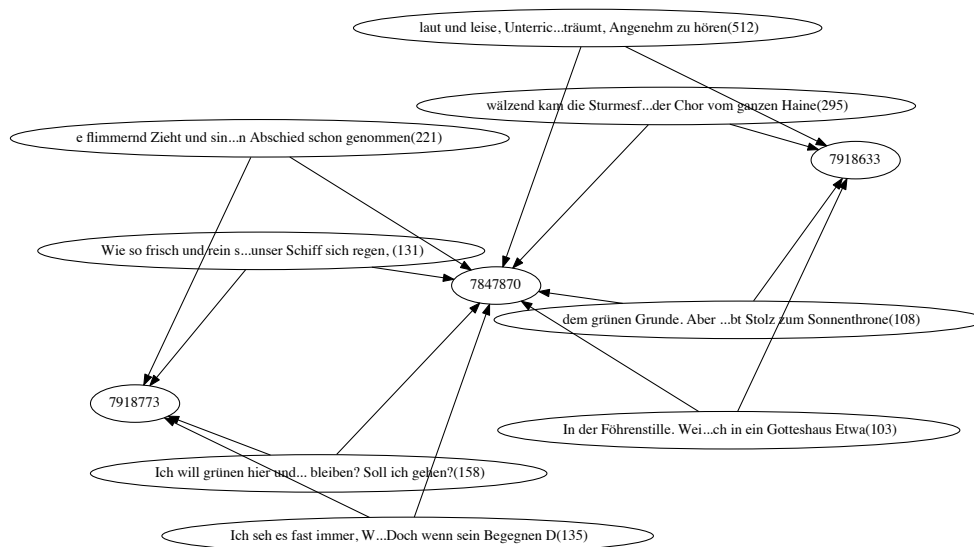 laut und leise, Unterric...träumt, Angenehm zu hören(512)
wälzend kam die Sturmesf...der Chor vom ganzen Haine(295)
e flimmernd Zieht und sin...n Abschied schon genommen(221)
7918633
Wie so frisch und rein s...unser Schiff sich regen, (131)
7847870
dem grünen Grunde. Aber ...bt Stolz zum Sonnenthrone(108)
7918773
In der Föhrenstille. Wei...ch in ein Gotteshaus Etwa(103)
Ich will grünen hier und... bleiben? Soll ich gehen?(158)
Ich seh es fast immer, W...Doch wenn sein Begegnen D(135)